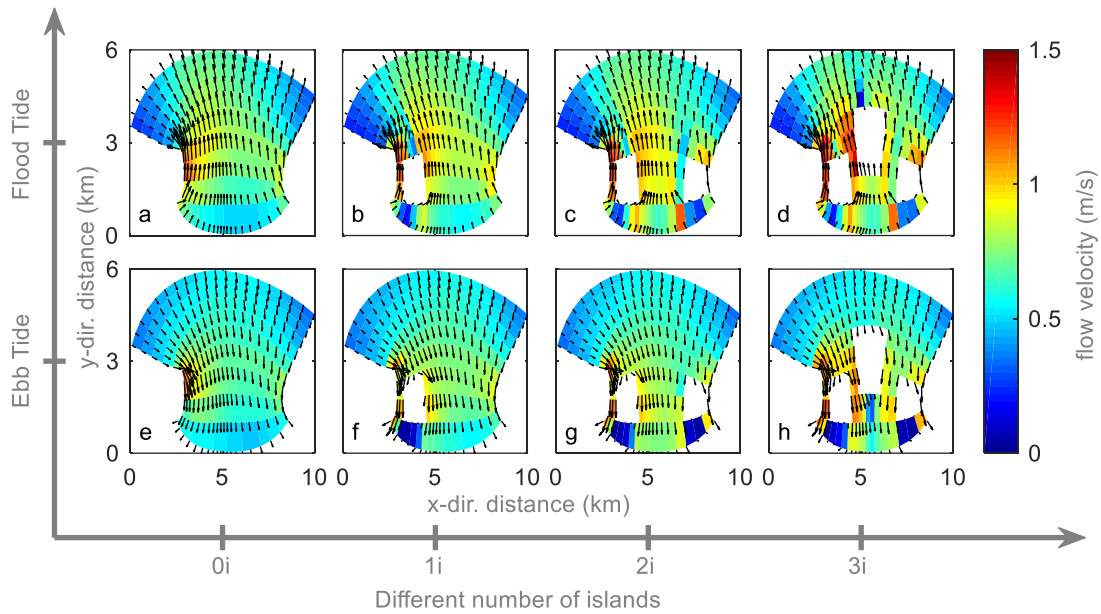 Flood Tide
Ebb Tide
y-dir. distance (km)
6
3
0
a
b
c
d
6
3
0
e
f
g
h
0 5 10 0 5 10 0 5 10 0 5 10
x-dir. distance (km)
0i 1i 2i 3i
Different number of islands
1.5
1
0.5
0
flow velocity (m/s)